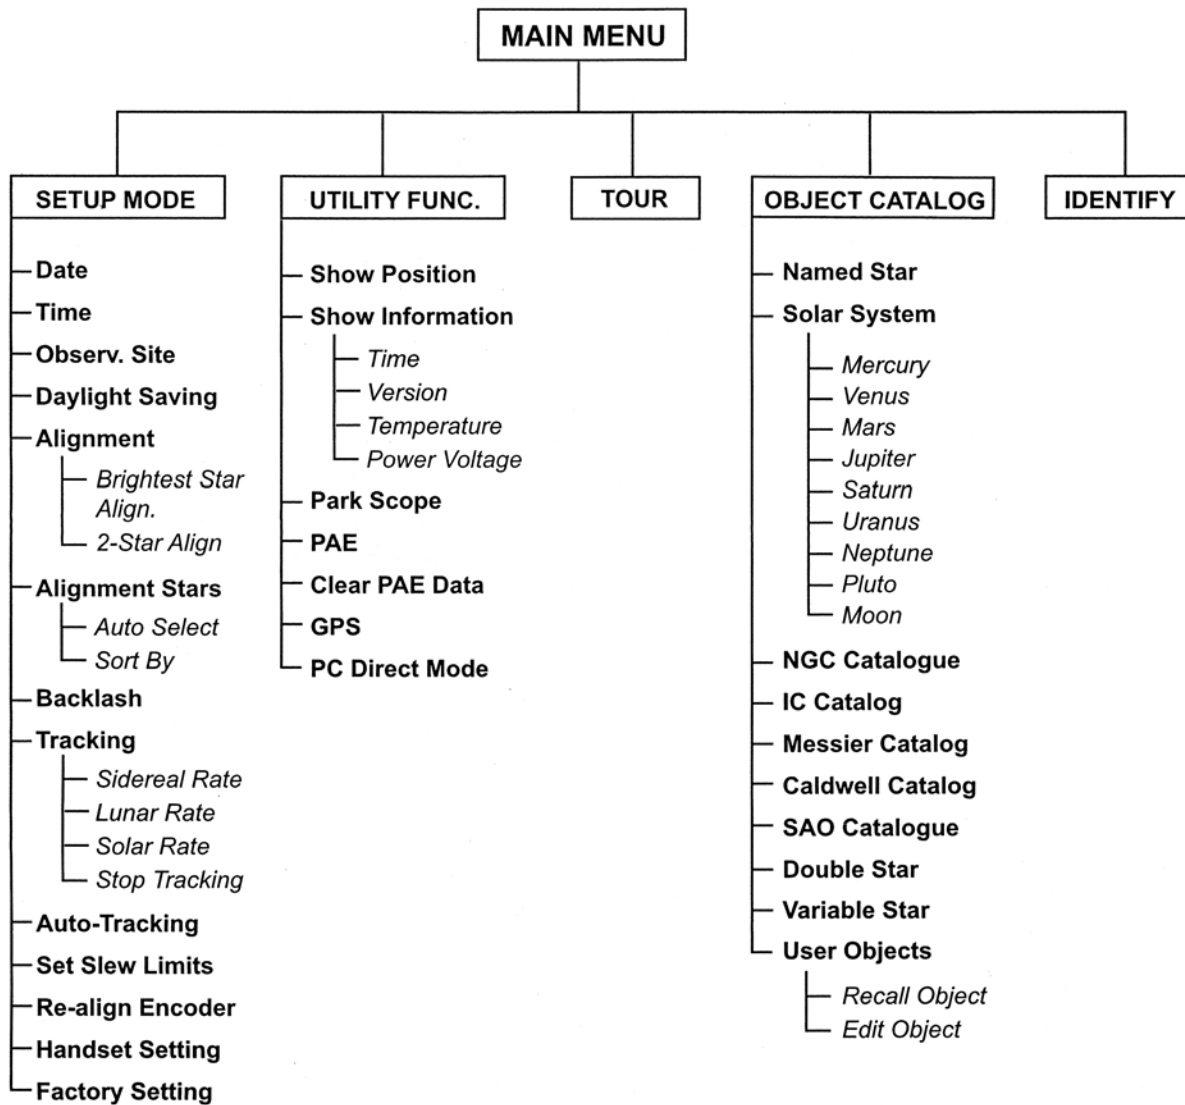 MAIN MENU
SETUP MODE
Date
Time
Observ. Site
Daylight Saving
Alignment
Brightest Star
Align.
2-Star Align
Alignment Stars
Auto Select
Sort By
Backlash
Tracking
Sidereal Rate
Lunar Rate
Solar Rate
Stop Tracking
Auto-Tracking
Set Slew Limits
Re-align Encoder
Handset Setting
Factory Setting
UTILITY FUNC.
Show Position
Show Information
Time
Version
Temperature
Power Voltage
Park Scope
PAE
Clear PAE Data
GPS
PC Direct Mode
TOUR
OBJECT CATALOG
Named Star
Solar System
Mercury
Venus
Mars
Jupiter
Saturn
Uranus
Neptune
Pluto
Moon
NGC Catalogue
IC Catalog
Messier Catalog
Caldwell Catalog
SAO Catalogue
Double Star
Variable Star
User Objects
Recall Object
Edit Object
IDENTIFY